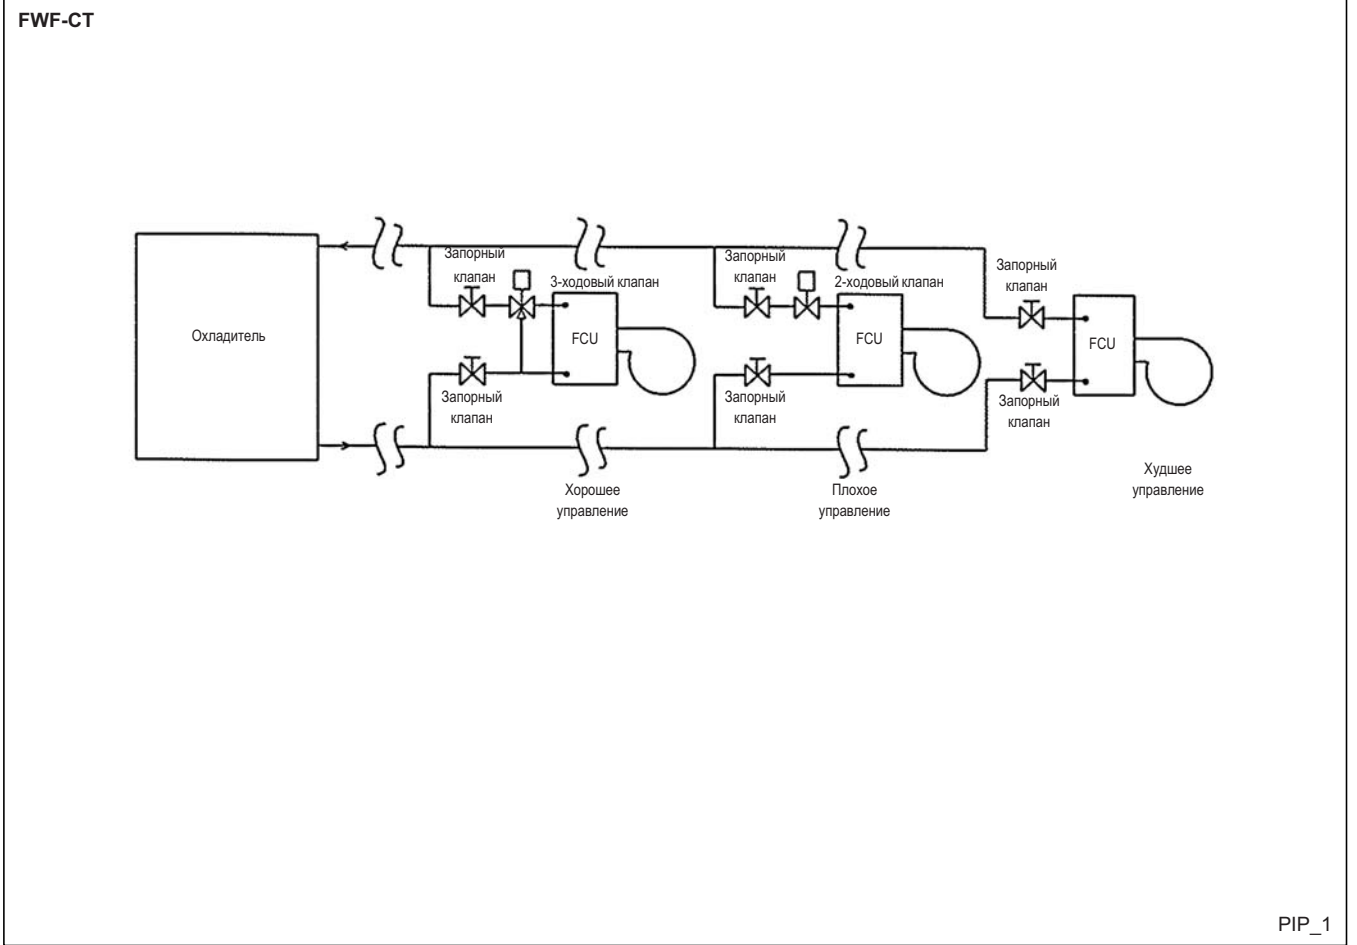 FWF-CT
Охладитель
Запорный
клапан
3-ходовый клапан
FCU
Запорный
клапан
Хорошее
управление
Запорный
клапан
2-ходовый клапан
FCU
Запорный
клапан
Плохое
управление
Запорный
клапан
FCU
Запорный
клапан
Худшее
управление
PIP_1